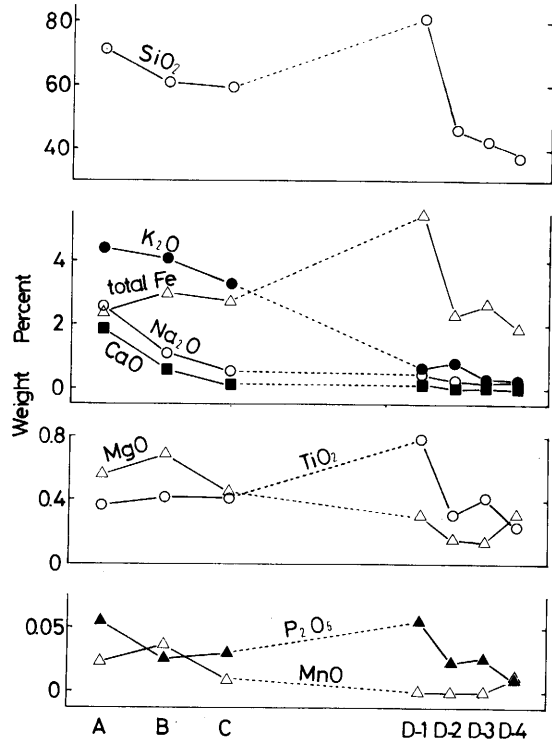 80
SiO2
60
40
K2O
4
total Fe
2
Na2O
CaO
0
Weight Percent
0.8
MgO
TiO2
0.4
0
0.05
P2O5
MnO
0
A B C D-1 D-2 D-3 D-4